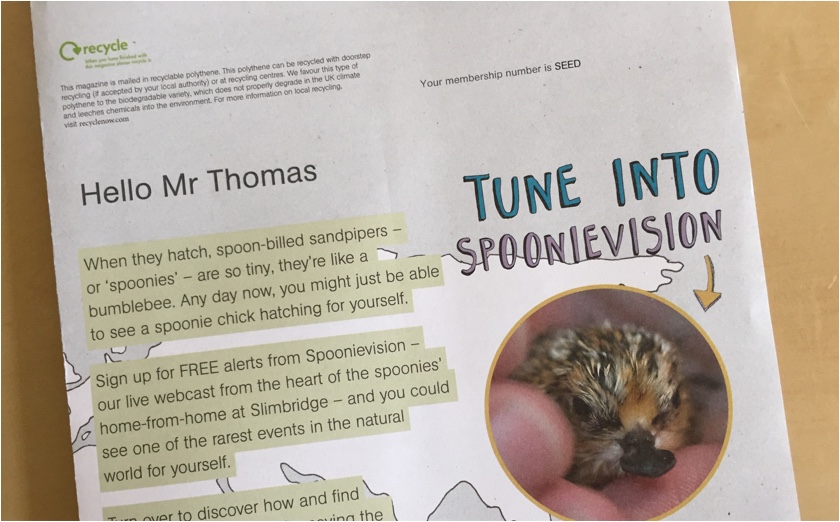 recycle
When you have finished with
this magazine please recycle it
This magazine is mailed in recyclable polythene. This polythene can be recycled with doorstep
recycling (if accepted by your local authority) or at recycling centres. We favour this type of
polythene to the biodegradable variety, which does not properly degrade in the UK climate
and leeches chemicals into the environment. For more information on local recycling,
visit recyclenow.com
Your membership number is SEED
Hello Mr Thomas
TUNE INTO
SPOONIEVISION
When they hatch, spoon-billed sandpipers –
or ‘spoonies’ – are so tiny, they're like a
bumblebee. Any day now, you might just be able
to see a spoonie chick hatching for yourself.
Sign up for FREE alerts from Spoonievision –
our live webcast from the heart of the spoonies’
home-from-home at Slimbridge – and you could
see one of the rarest events in the natural
world for yourself.
Turn over to discover how and find
the